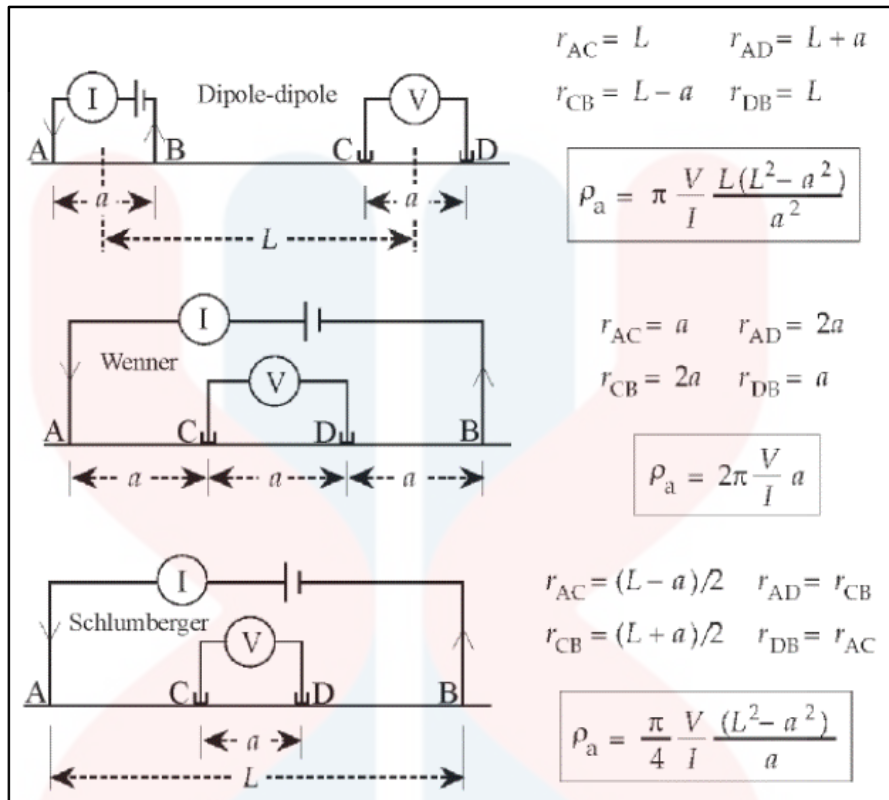 r_AC = L r_AD = L + a
I Dipole-dipole V
r_CB = L − a r_DB = L
A B C D
a a
L
ρ_a = π V/I L(L² − a²)/a²
I
r_AC = a r_AD = 2a
Wenner
V
r_CB = 2a r_DB = a
A C D B
a a a
ρ_a = 2π V/I a
I
r_AC = (L − a)/2 r_AD = r_CB
Schlumberger
V
r_CB = (L + a)/2 r_DB = r_AC
A C D B
a
L
ρ_a = π/4 V/I (L² − a²)/a